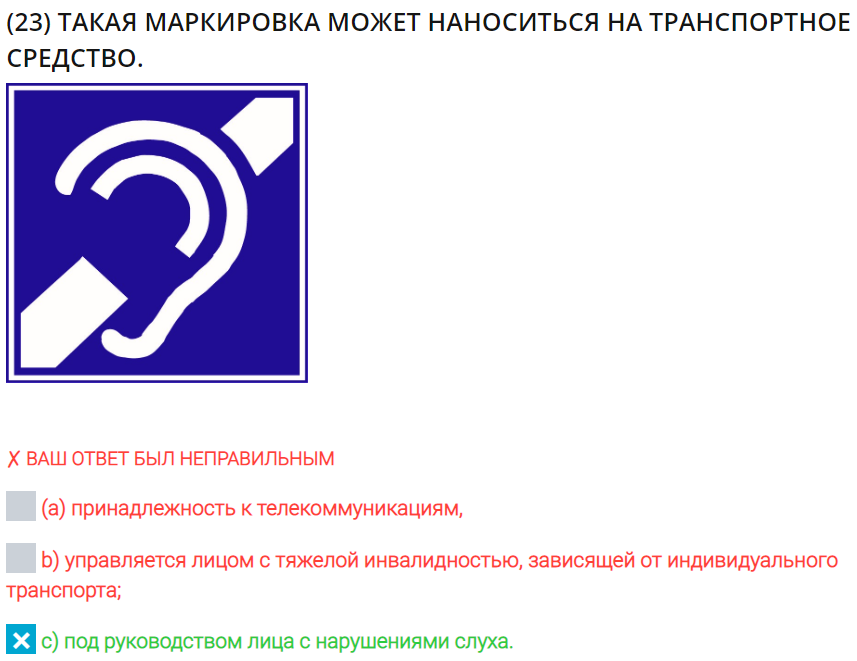 (23) ТАКАЯ МАРКИРОВКА МОЖЕТ НАНОСИТЬСЯ НА ТРАНСПОРТНОЕ
СРЕДСТВО.
✗ ВАШ ОТВЕТ БЫЛ НЕПРАВИЛЬНЫМ
(а) принадлежность к телекоммуникациям,
b) управляется лицом с тяжелой инвалидностью, зависящей от индивидуального
транспорта;
с) под руководством лица с нарушениями слуха.